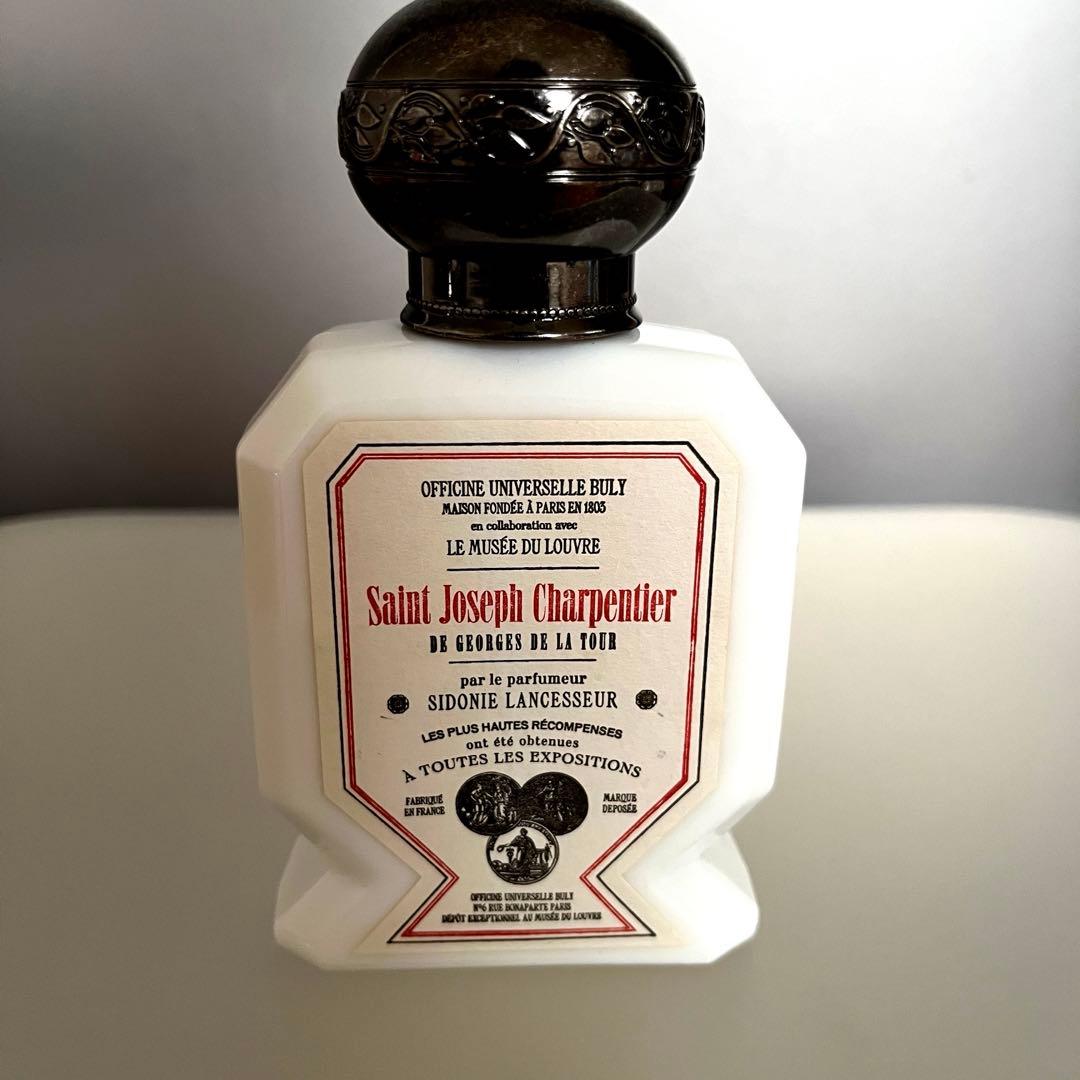 OFFICINE UNIVERSELLE BULY
MAISON FONDÉE À PARIS EN 1803
en collaboration avec
LE MUSÉE DU LOUVRE
Saint Joseph Charpentier
DE GEORGES DE LA TOUR
par le parfumeur
SIDONIE LANCESSEUR
LES PLUS HAUTES RÉCOMPENSES
ont été obtenues
À TOUTES LES EXPOSITIONS
FABRIQUÉ
EN FRANCE
MARQUE
DEPOSÉE
OFFICINE UNIVERSELLE BULY
Nº6 RUE BONAPARTE PARIS
DÉPÔT EXCEPTIONNEL AU MUSÉE DU LOUVRE